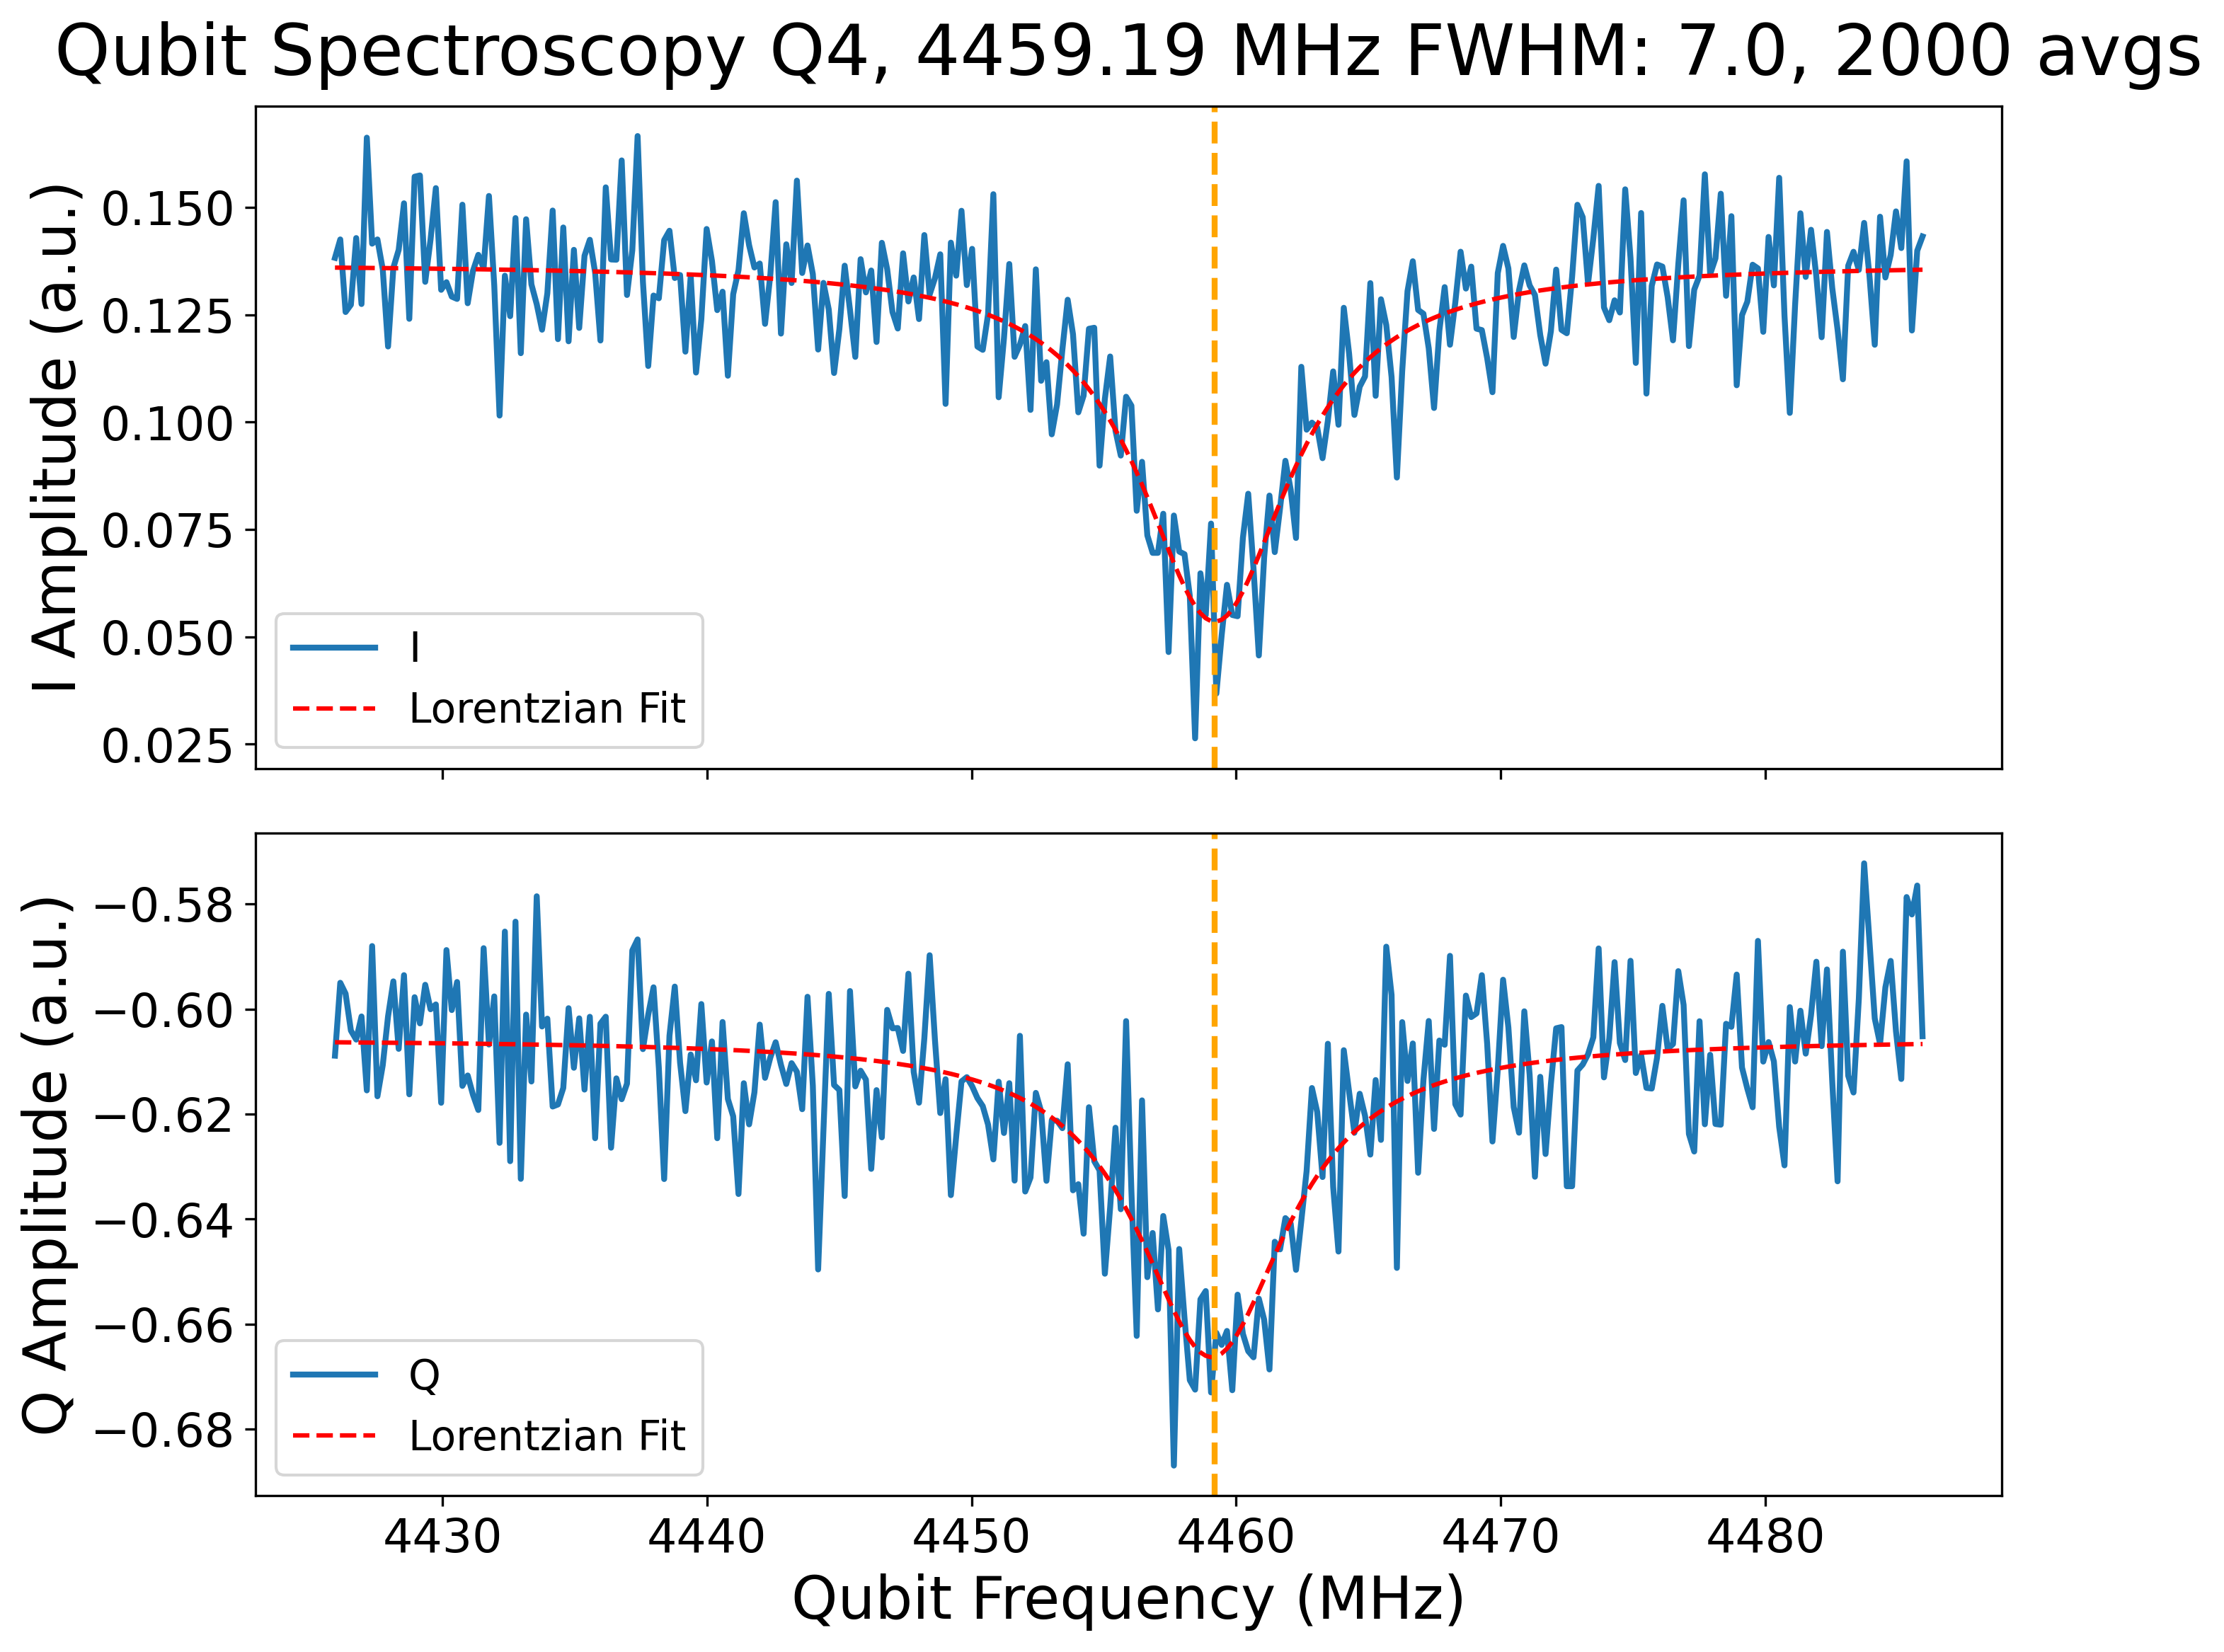 Qubit Spectroscopy Q4, 4459.19 MHz FWHM: 7.0, 2000 avgs
I Amplitude (a.u.)
0.150
0.125
0.100
0.075
0.050
0.025
I
Lorentzian Fit
Q Amplitude (a.u.)
−0.58
−0.60
−0.62
−0.64
−0.66
−0.68
Q
Lorentzian Fit
4430 4440 4450 4460 4470 4480
Qubit Frequency (MHz)